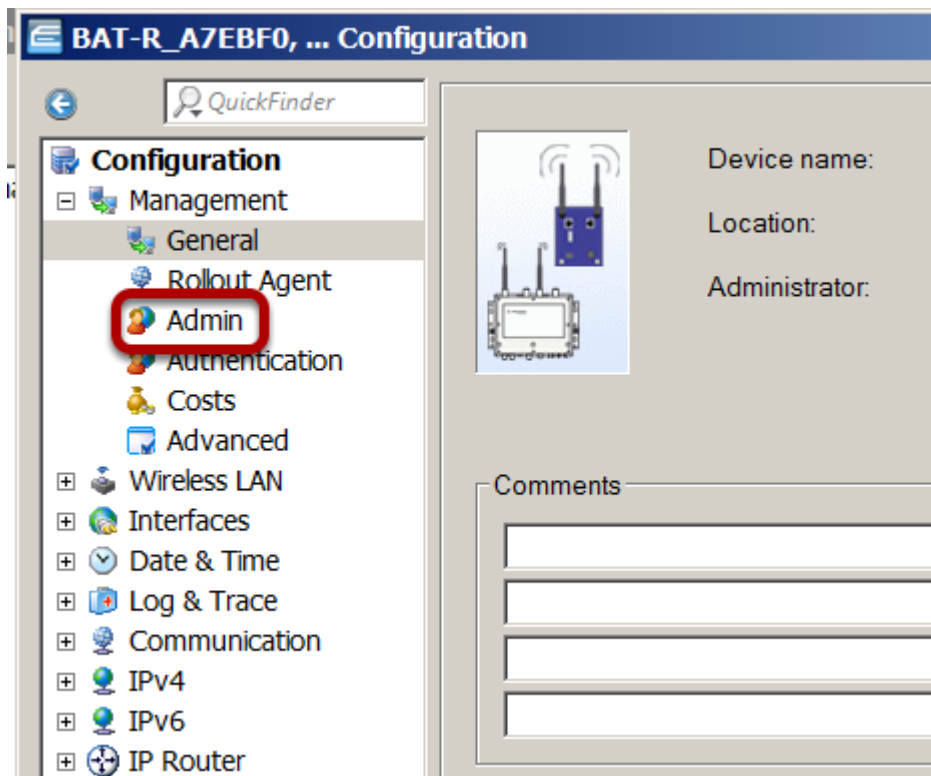 BAT-R_A7EBF0, ... Configuration
QuickFinder
Configuration
Management
General
Rollout Agent
Admin
Authentication
Costs
Advanced
Wireless LAN
Interfaces
Date & Time
Log & Trace
Communication
IPv4
IPv6
IP Router
Device name:
Location:
Administrator:
Comments